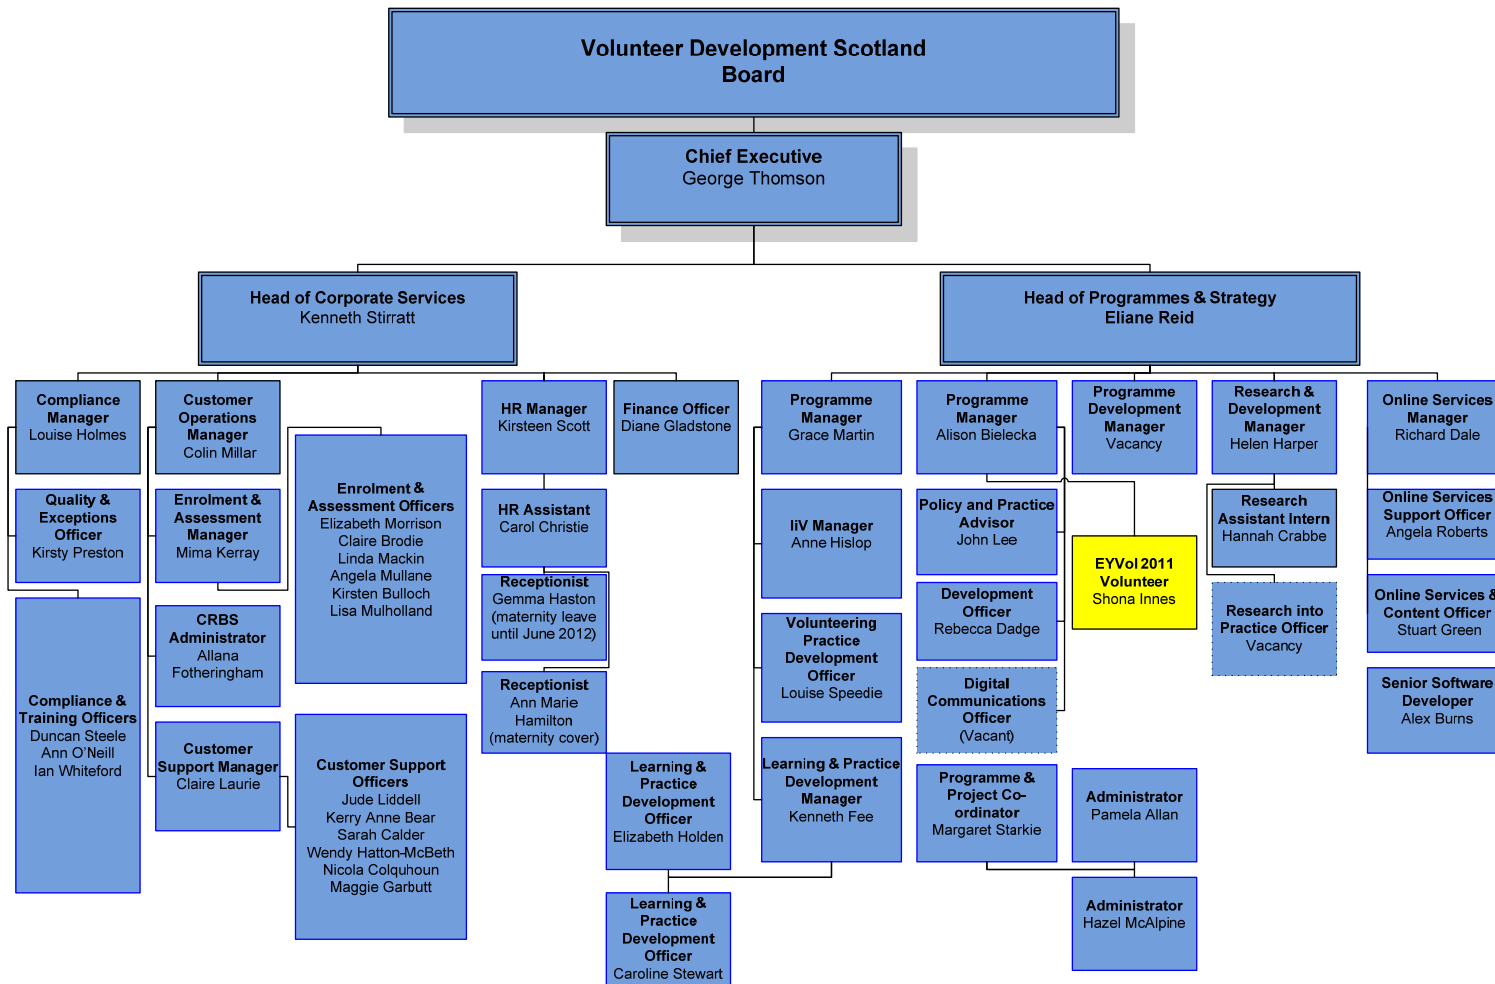 Volunteer Development Scotland
Board
Chief Executive
George Thomson
Head of Corporate Services
Kenneth Stirratt
Head of Programmes & Strategy
Eliane Reid
Compliance
Manager
Louise Holmes
Customer
Operations
Manager
Colin Millar
HR Manager
Kirsteen Scott
Finance Officer
Diane Gladstone
Programme
Manager
Grace Martin
Programme
Manager
Alison Bielecka
Programme
Development
Manager
Vacancy
Research &
Development
Manager
Helen Harper
Online Services
Manager
Richard Dale
Quality &
Exceptions
Officer
Kirsty Preston
Enrolment &
Assessment
Manager
Mima Kerray
Enrolment &
Assessment Officers
Elizabeth Morrison
Claire Brodie
Linda Mackin
Angela Mullane
Kirsten Bulloch
Lisa Mulholland
HR Assistant
Carol Christie
Receptionist
Gemma Haston
(maternity leave
until June 2012)
Receptionist
Ann Marie
Hamilton
(maternity cover)
IiV Manager
Anne Hislop
Policy and Practice
Advisor
John Lee
EYVol 2011
Volunteer
Shona Innes
Research
Assistant Intern
Hannah Crabbe
Online Services
Support Officer
Angela Roberts
Development
Officer
Rebecca Dadge
Research into
Practice Officer
Vacancy
Online Services &
Content Officer
Stuart Green
Compliance &
Training Officers
Duncan Steele
Ann O'Neill
Ian Whiteford
CRBS
Administrator
Allana
Fotheringham
Volunteering
Practice
Development
Officer
Louise Speedie
Digital
Communications
Officer
(Vacant)
Senior Software
Developer
Alex Burns
Customer
Support Manager
Claire Laurie
Customer Support
Officers
Jude Liddell
Kerry Anne Bear
Sarah Calder
Wendy Hatton-McBeth
Nicola Colquhoun
Maggie Garbutt
Learning &
Practice
Development
Officer
Elizabeth Holden
Learning & Practice
Development
Manager
Kenneth Fee
Programme &
Project Co-
ordinator
Margaret Starkie
Administrator
Pamela Allan
Learning &
Practice
Development
Officer
Caroline Stewart
Administrator
Hazel McAlpine